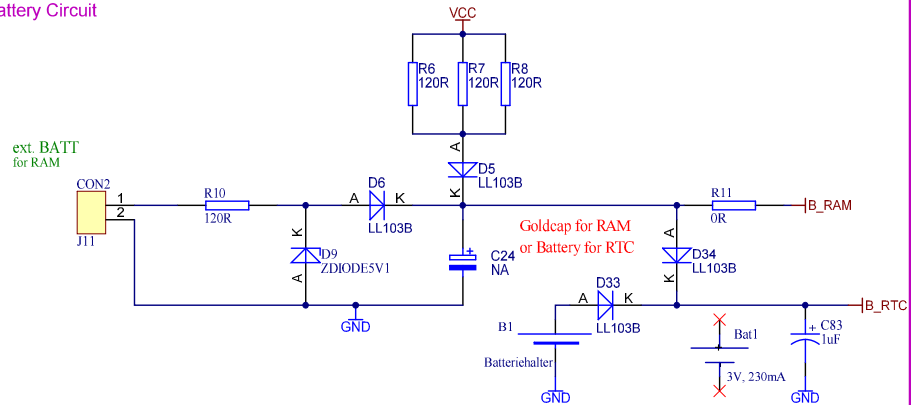 attery Circuit
VCC
R6
120R
R7
120R
R8
120R
ext. BATT
for RAM
A
D5
LL103B
K
CON2
1
2
J11
R10
120R
D6
A
K
LL103B
R11
0R
B_RAM
Goldcap for RAM
or Battery for RTC
K
D9
ZDIODE5V1
A
+
C24
NA
A
D34
LL103B
K
D33
A
K
LL103B
B_RTC
GND
B1
Batteriehalter
GND
Bat1
+
3V, 230mA
+
C83
1uF
GND